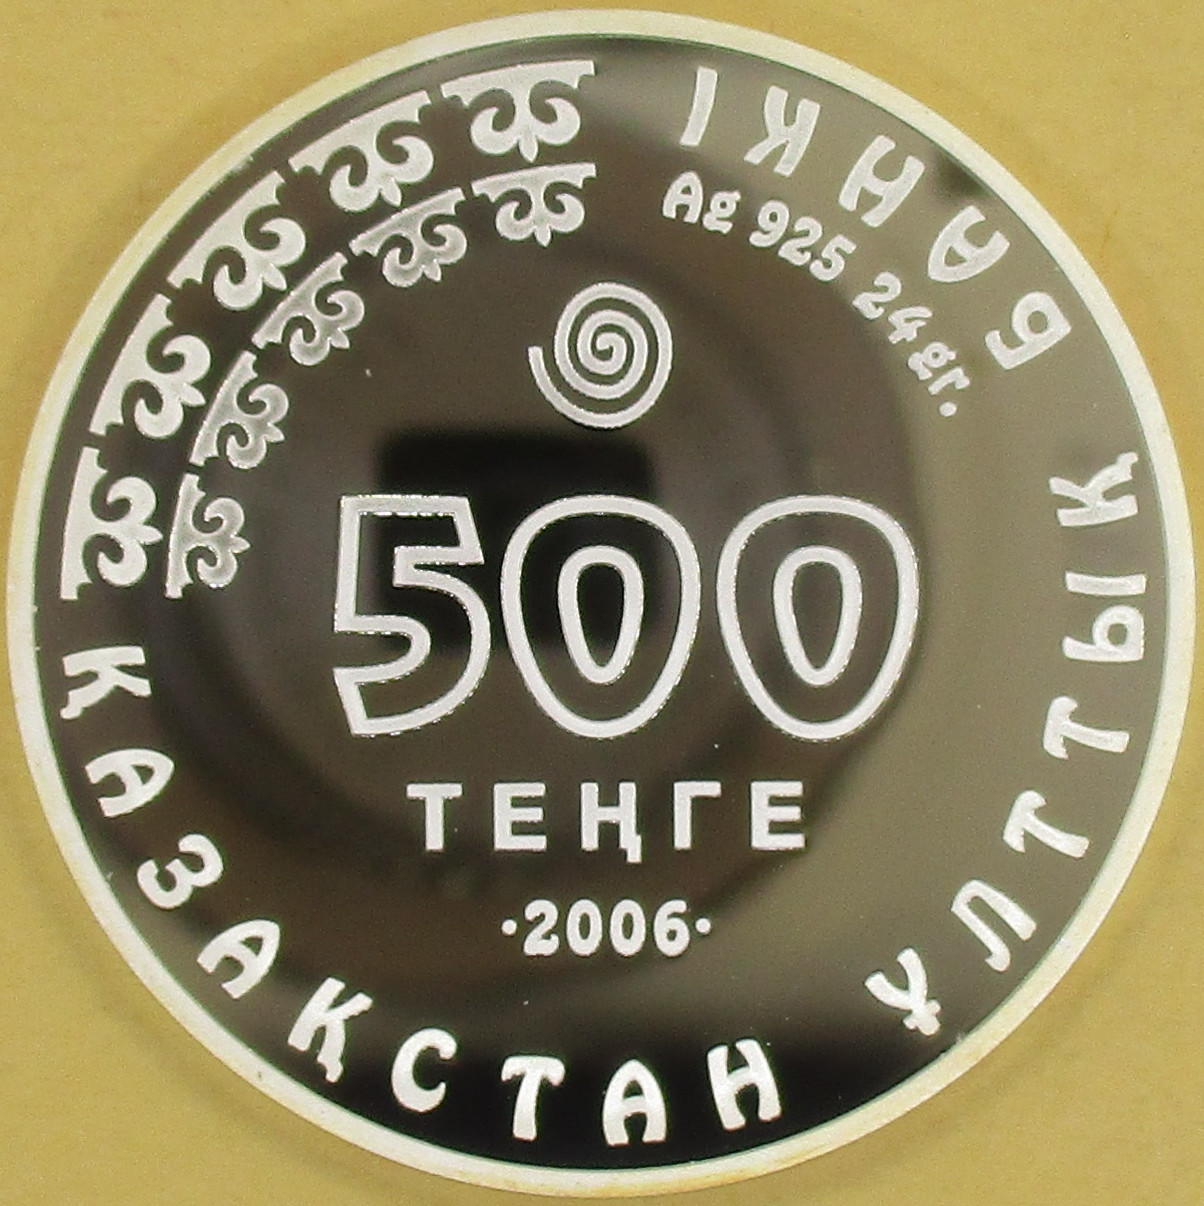 ҚАЗАҚСТАН ҰЛТТЫҚ БАНКІ
Ag 925 24gr.
500
ТЕҢГЕ
·2006·